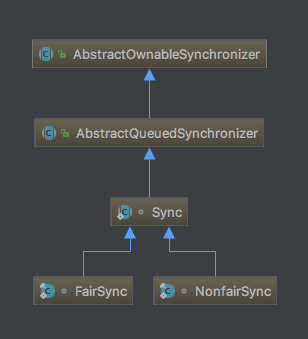 AbstractOwnableSynchronizer
AbstractQueuedSynchronizer
Sync
FairSync
NonfairSync